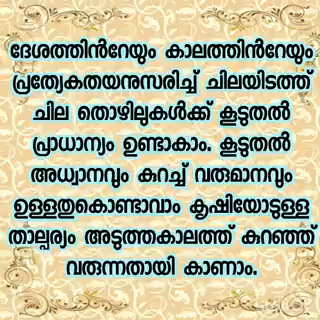 ദേശത്തിൻറേയും കാലത്തിൻറേയും
പ്രത്യേകതയനുസരിച്ച് ചിലയിടത്ത്
ചില തൊഴിലുകൾക്ക് കൂടുതൽ
പ്രാധാന്യം ഉണ്ടാകാം. കൂടുതൽ
അധ്വാനവും കുറച്ച് വരുമാനവും
ഉള്ളതുകൊണ്ടാവാം കൃഷിയോടുള്ള
താല്പര്യം അടുത്തകാലത്ത് കുറഞ്ഞ്
വരുന്നതായി കാണാം.